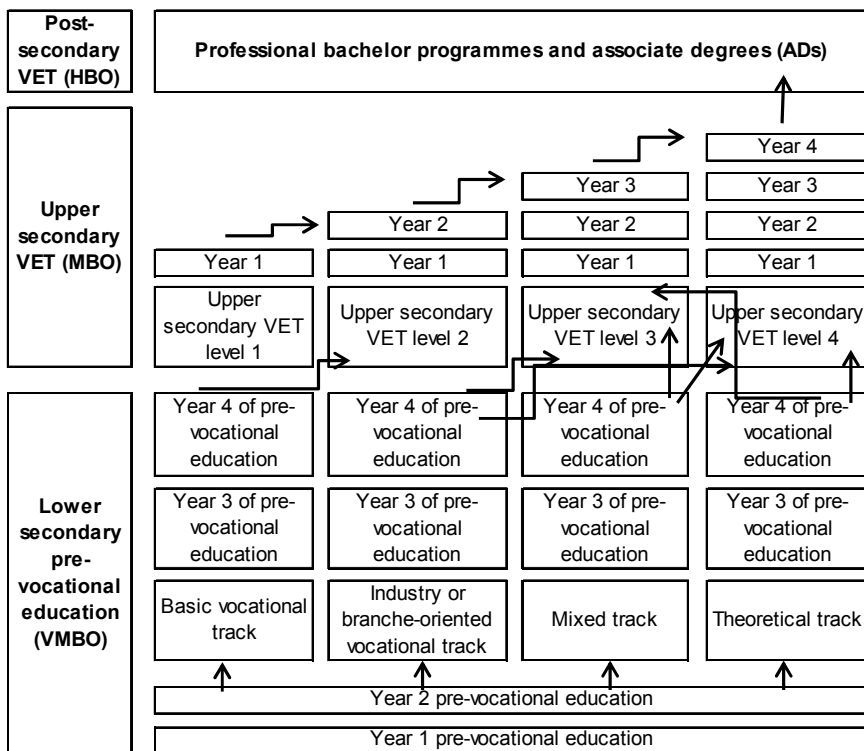 Post-
secondary
VET (HBO)
Professional bachelor programmes and associate degrees (ADs)
Upper
secondary
VET (MBO)
Year 4
Year 3
Year 3
Year 2
Year 2
Year 2
Year 1
Year 1
Year 1
Year 1
Upper
secondary VET
level 1
Upper secondary
VET level 2
Upper secondary
VET level 3
Upper secondary
VET level 4
Lower
secondary
pre-
vocational
education
(VMBO)
Year 4 of pre-
vocational
education
Year 4 of pre-
vocational
education
Year 4 of pre-
vocational
education
Year 4 of pre-
vocational
education
Year 3 of pre-
vocational
education
Year 3 of pre-
vocational
education
Year 3 of pre-
vocational
education
Year 3 of pre-
vocational
education
Basic vocational
track
Industry or
branche-oriented
vocational track
Mixed track
Theoretical track
Year 2 pre-vocational education
Year 1 pre-vocational education